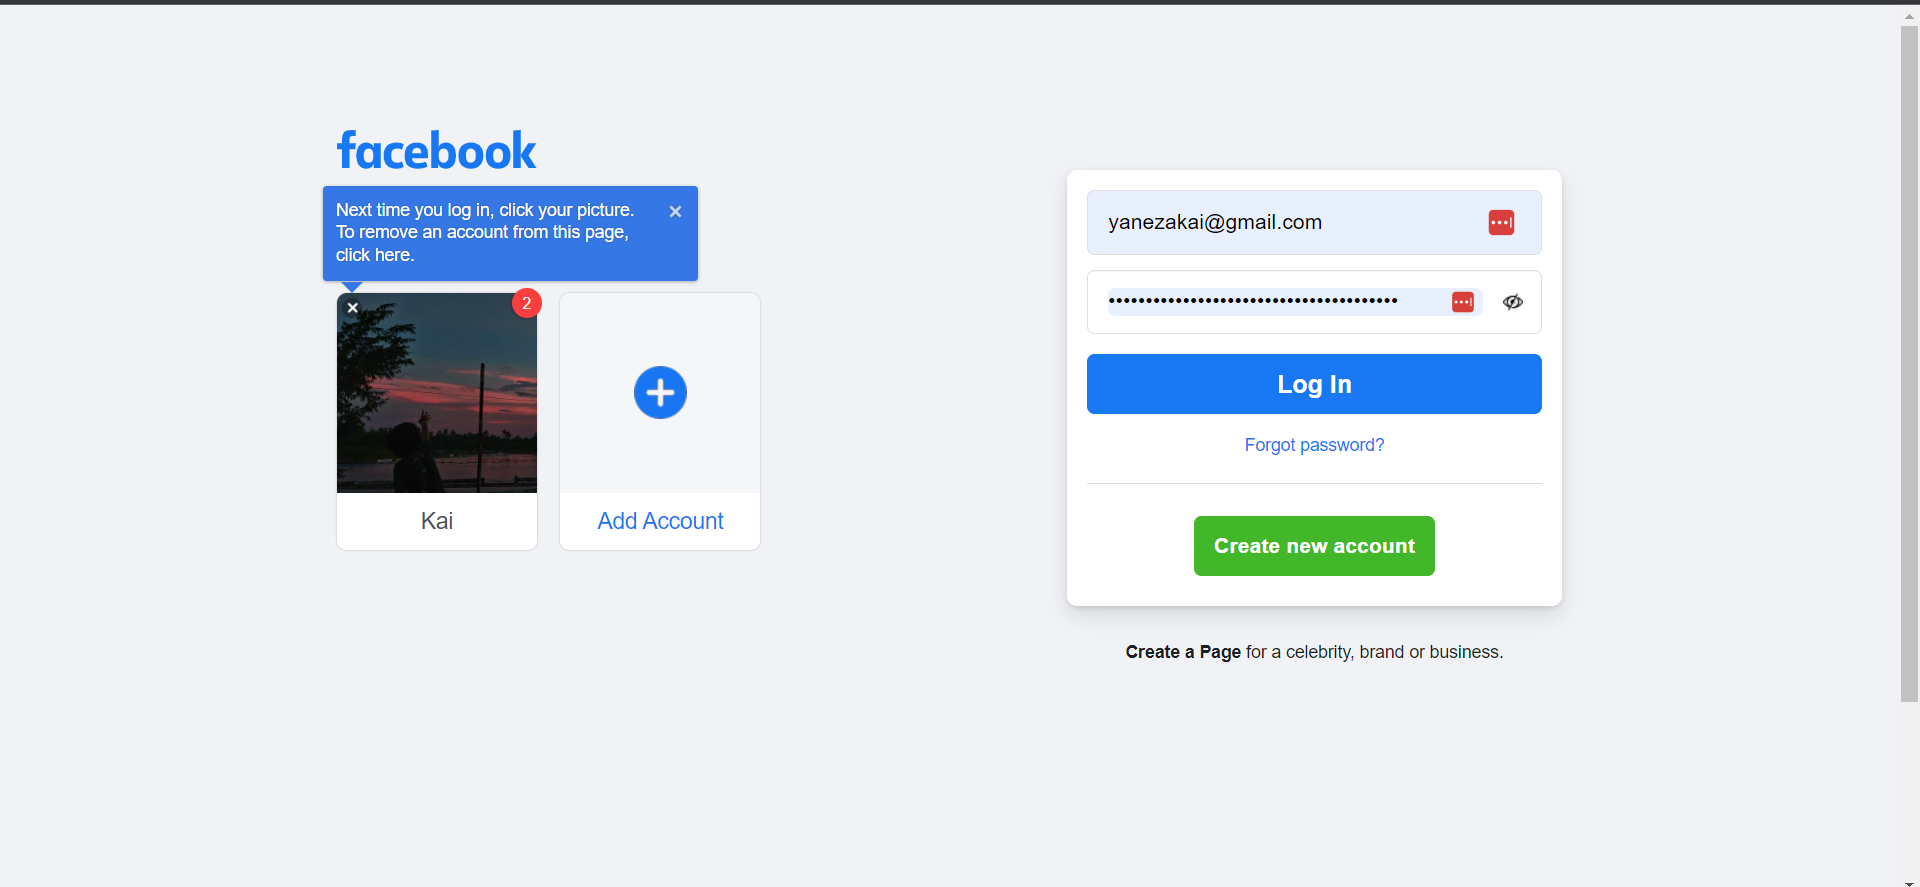 facebook
Next time you log in, click your picture.
To remove an account from this page,
click here.
2
Kai
Add Account
yanezakai@gmail.com
•••••••••••••••••••••••••••••••••••••••
Log In
Forgot password?
Create new account
Create a Page for a celebrity, brand or business.